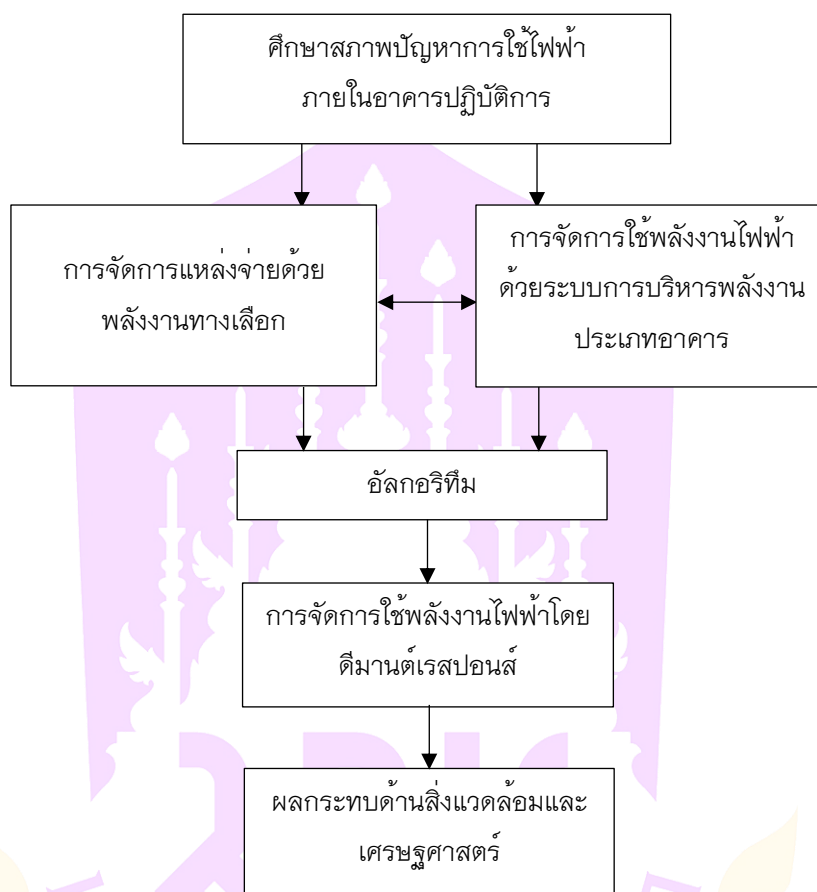 ศึกษาสภาพปัญหาการใช้ไฟฟ้า
ภายในอาคารปฏิบัติการ
การจัดการแหล่งจ่ายด้วย
พลังงานทางเลือก
การจัดการใช้พลังงานไฟฟ้า
ด้วยระบบการบริหารพลังงาน
ประเภทอาคาร
อัลกอริทึม
การจัดการใช้พลังงานไฟฟ้าโดย
ดีมานต์เรสปอนส์
ผลกระทบด้านสิ่งแวดล้อมและ
เศรษฐศาสตร์